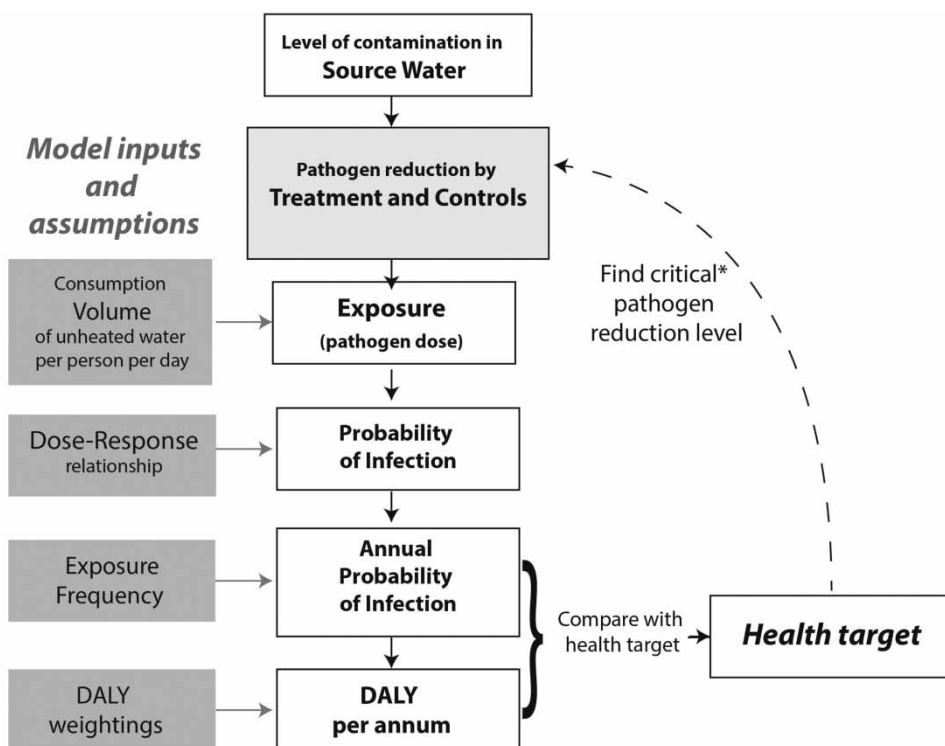 Level of contamination in
Source Water
Model inputs
and
assumptions
Pathogen reduction by
Treatment and Controls
Consumption
Volume
of unheated water
per person per day
Exposure
(pathogen dose)
Find critical*
pathogen
reduction level
Dose-Response
relationship
Probability
of Infection
Exposure
Frequency
Annual
Probability
of Infection
Compare with
health target
Health target
DALY
weightings
DALY
per annum